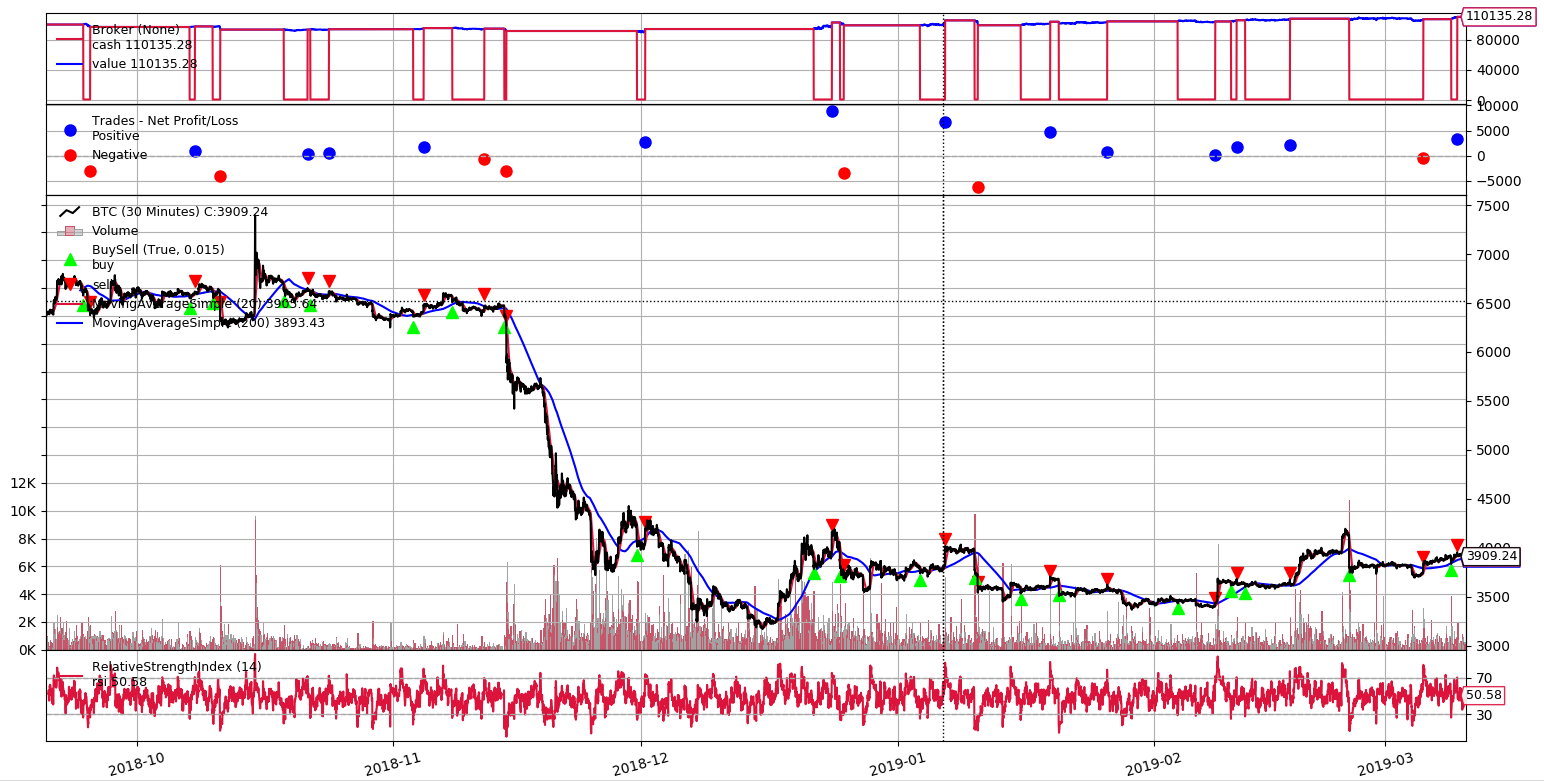 Broker (None)
cash 110135.28
value 110135.28
110135.28
80000
40000
0
Trades - Net Profit/Loss
Positive
Negative
10000
5000
0
−5000
BTC (30 Minutes) C:3909.24
Volume
BuySell (True, 0.015)
buy
sell
MovingAverageSimple (20) 3903.64
MovingAverageSimple (200) 3893.43
7500
7000
6500
6000
5500
5000
4500
4000
3909.24
3500
3000
12K
10K
8K
6K
4K
2K
0K
RelativeStrengthIndex (14)
rsi 50.58
70
50.58
30
2018-10
2018-11
2018-12
2019-01
2019-02
2019-03